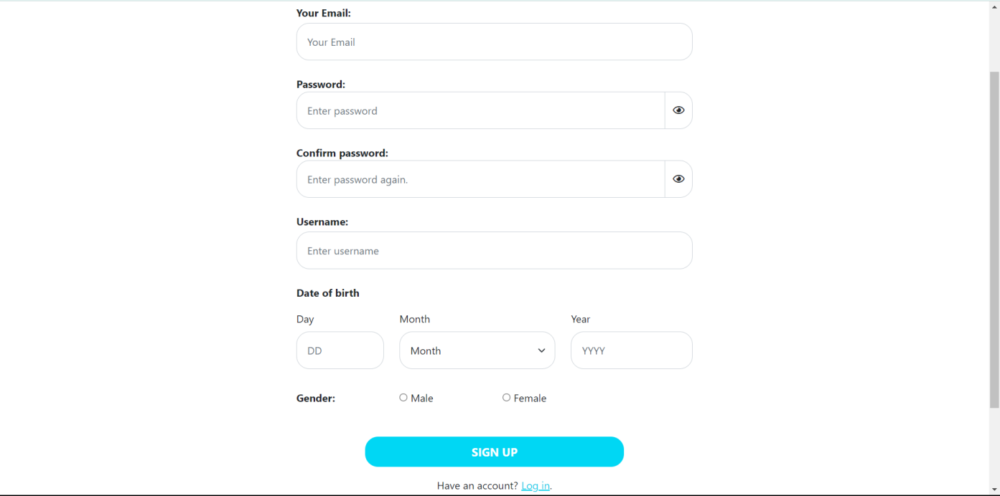 Your Email:
Your Email
Password:
Enter password
Confirm password:
Enter password again.
Username:
Enter username
Date of birth
Day Month Year
DD Month YYYY
Gender: Male Female
SIGN UP
Have an account? Log in.